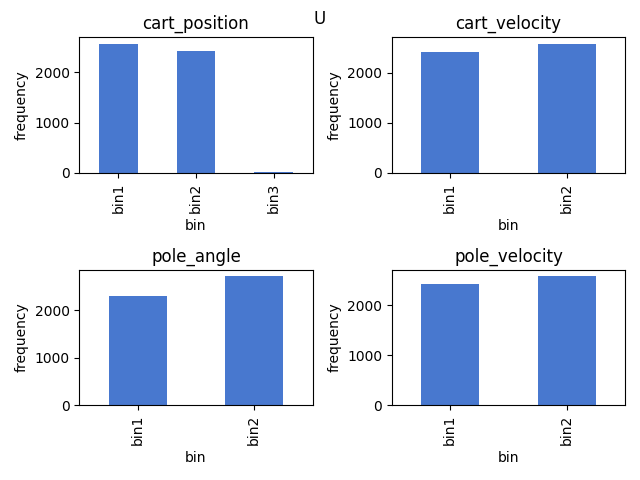 U
cart_position
frequency
2000
1000
0
bin1
bin2
bin3
bin
cart_velocity
frequency
2000
1000
0
bin1
bin2
bin
pole_angle
frequency
2000
1000
0
bin1
bin2
bin
pole_velocity
frequency
2000
1000
0
bin1
bin2
bin